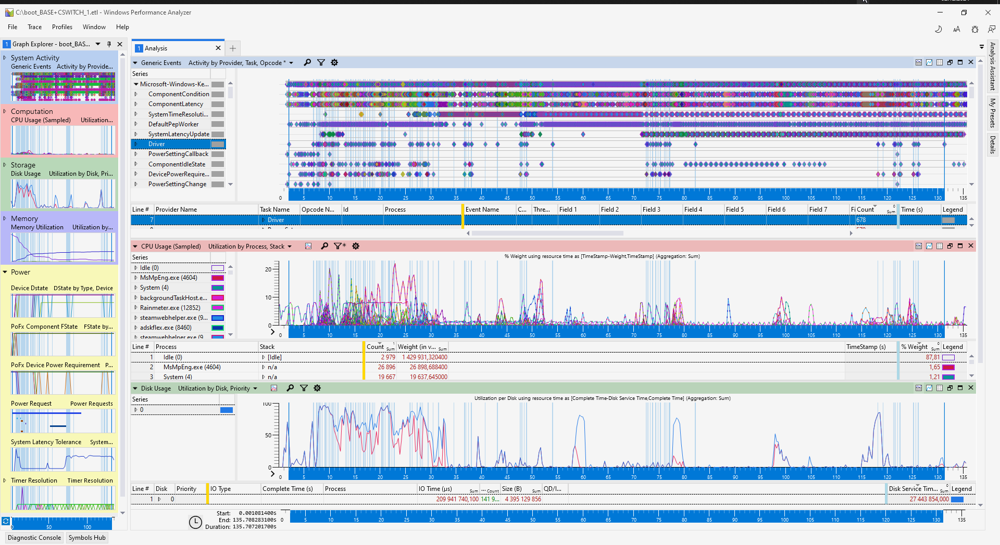 C:\boot_BASE+CSWITCH_1.etl - Windows Performance Analyzer
File Trace Profiles Window Help
1 Graph Explorer - boot_BAS...
System Activity
Generic Events Activity by Provide...
Computation
CPU Usage (Sampled) Utilization...
Storage
Disk Usage Utilization by Disk, Pri...
Memory
Memory Utilization Utilization by...
Power
Device Dstate DState by Type, Device
PoFx Component FState FState by...
PoFx Device Power Requirement P...
Power Request Power Requests
System Latency Tolerance System...
Timer Resolution Timer Resolution
0 50 100
Diagnostic Console Symbols Hub
1 Analysis
Generic Events Activity by Provider, Task, Opcode *
Series
Microsoft-Windows-Ke...
ComponentCondition
ComponentLatency
SystemTimeResoluti...
DefaultPepWorker
SystemLatencyUpdate
Driver
PowerSettingCallback
ComponentIdleState
DevicePowerRequire...
PowerSettingChange
0 5 10 15 20 25 30 35 40 45 50 55 60 65 70 75 80 85 90 95 100 105 110 115 120 125 130 135
Line # Provider Name Task Name Opcode N... Id Process Event Name C... Thre... Field 1 Field 2 Field 3 Field 4 Field 5 Field 6 Field 7 Fi Count 0 Sum Time (s) Legend
7 Driver 678
CPU Usage (Sampled) Utilization by Process, Stack
Series
% Weight using resource time as [TimeStamp-Weight,TimeStamp] (Aggregation: Sum)
Idle (0)
MsMpEng.exe (4604)
System (4)
backgroundTaskHost.e...
Rainmeter.exe (12852)
steamwebhelper.exe (9...
adskflex.exe (8460)
steamwebhelper.exe (9...
20
10
0
0 5 10 15 20 25 30 35 40 45 50 55 60 65 70 75 80 85 90 95 100 105 110 115 120 125 130 135
Line # Process Stack Count 1 Sum Weight (in v... Sum TimeStamp (s) % Weight 0 Sum Legend
1 Idle (0) [Idle] 2 979 1 429 931,320400 87,81
2 MsMpEng.exe (4604) n/a 26 896 26 898,688400 1,65
3 System (4) n/a 19 667 19 637,645000 1,21
Disk Usage Utilization by Disk, Priority
Series
Utilization per Disk using resource time as [Complete Time-Disk Service Time,Complete Time] (Aggregation: Sum)
0
100
50
0
0 5 10 15 20 25 30 35 40 45 50 55 60 65 70 75 80 85 90 95 100 105 110 115 120 125 130 135
Line # Disk Priority IO Type Complete Time (s) Process IO Time (µs) Sum ... Count Size (B) Sum QD/I... Disk Service Tim... 0 Sum Legend
1 0 209 941 740,100 141 9... 4 395 129 856 27 443 854,000
Start: 0.001081400s
End: 135.708283100s
Duration: 135.707201700s
0 5 10 15 20 25 30 35 40 45 50 55 60 65 70 75 80 85 90 95 100 105 110 115 120 125 130 135
Analysis Assistant
My Presets
Details